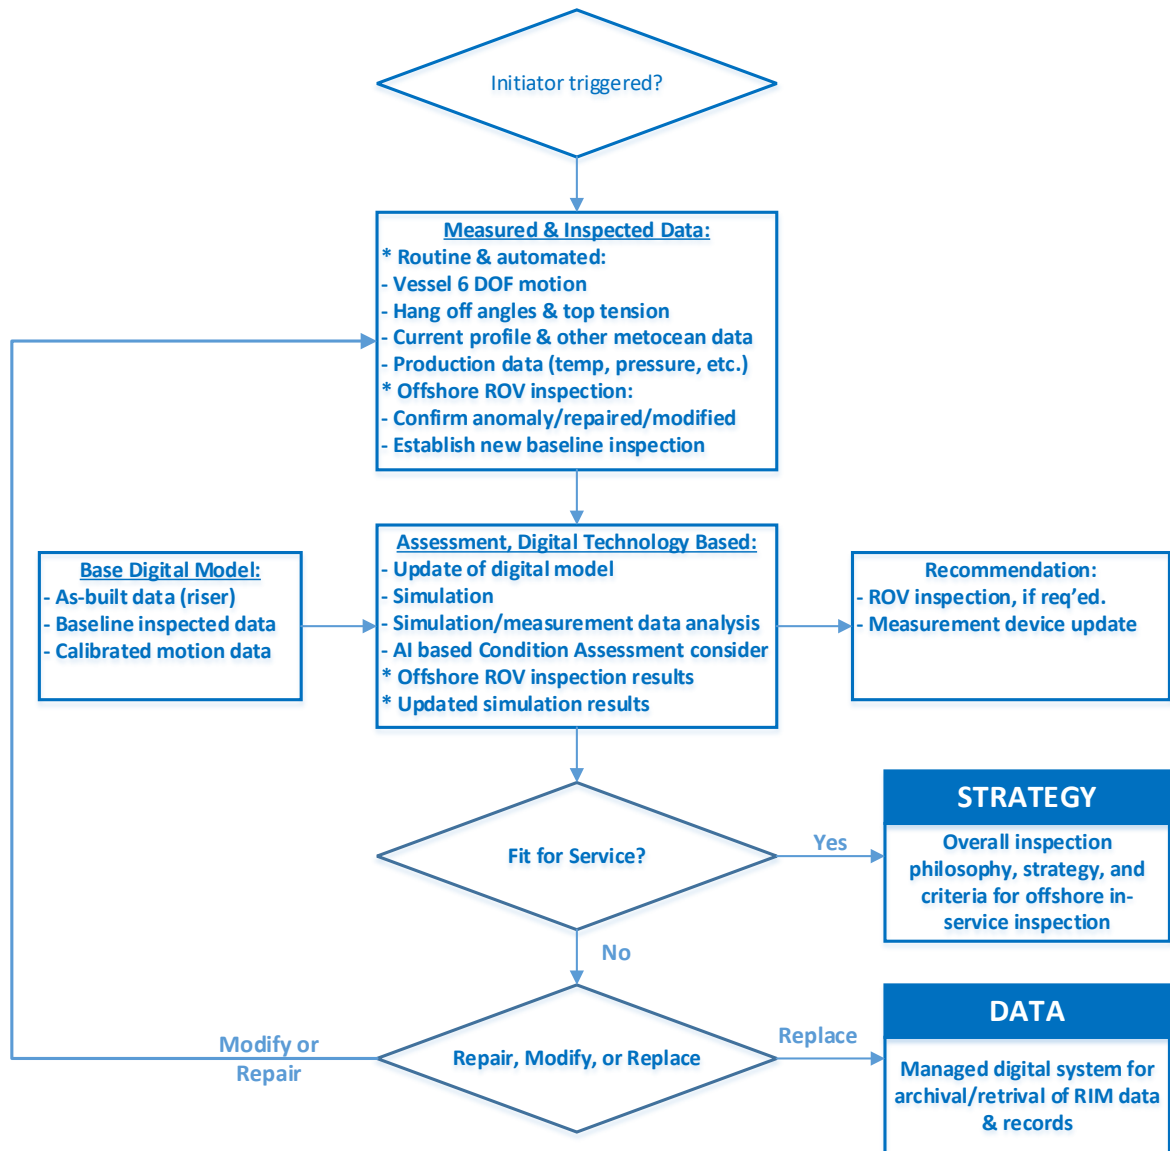 Initiator triggered?
Measured & Inspected Data:
* Routine & automated:
- Vessel 6 DOF motion
- Hang off angles & top tension
- Current profile & other metocean data
- Production data (temp, pressure, etc.)
* Offshore ROV inspection:
- Confirm anomaly/repaired/modified
- Establish new baseline inspection
Base Digital Model:
- As-built data (riser)
- Baseline inspected data
- Calibrated motion data
Assessment, Digital Technology Based:
- Update of digital model
- Simulation
- Simulation/measurement data analysis
- AI based Condition Assessment consider
* Offshore ROV inspection results
* Updated simulation results
Recommendation:
- ROV inspection, if req’ed.
- Measurement device update
Fit for Service?
Yes
STRATEGY
Overall inspection
philosophy, strategy, and
criteria for offshore in-
service inspection
No
Repair, Modify, or Replace
Modify or
Repair
Replace
DATA
Managed digital system for
archival/retrival of RIM data
& records